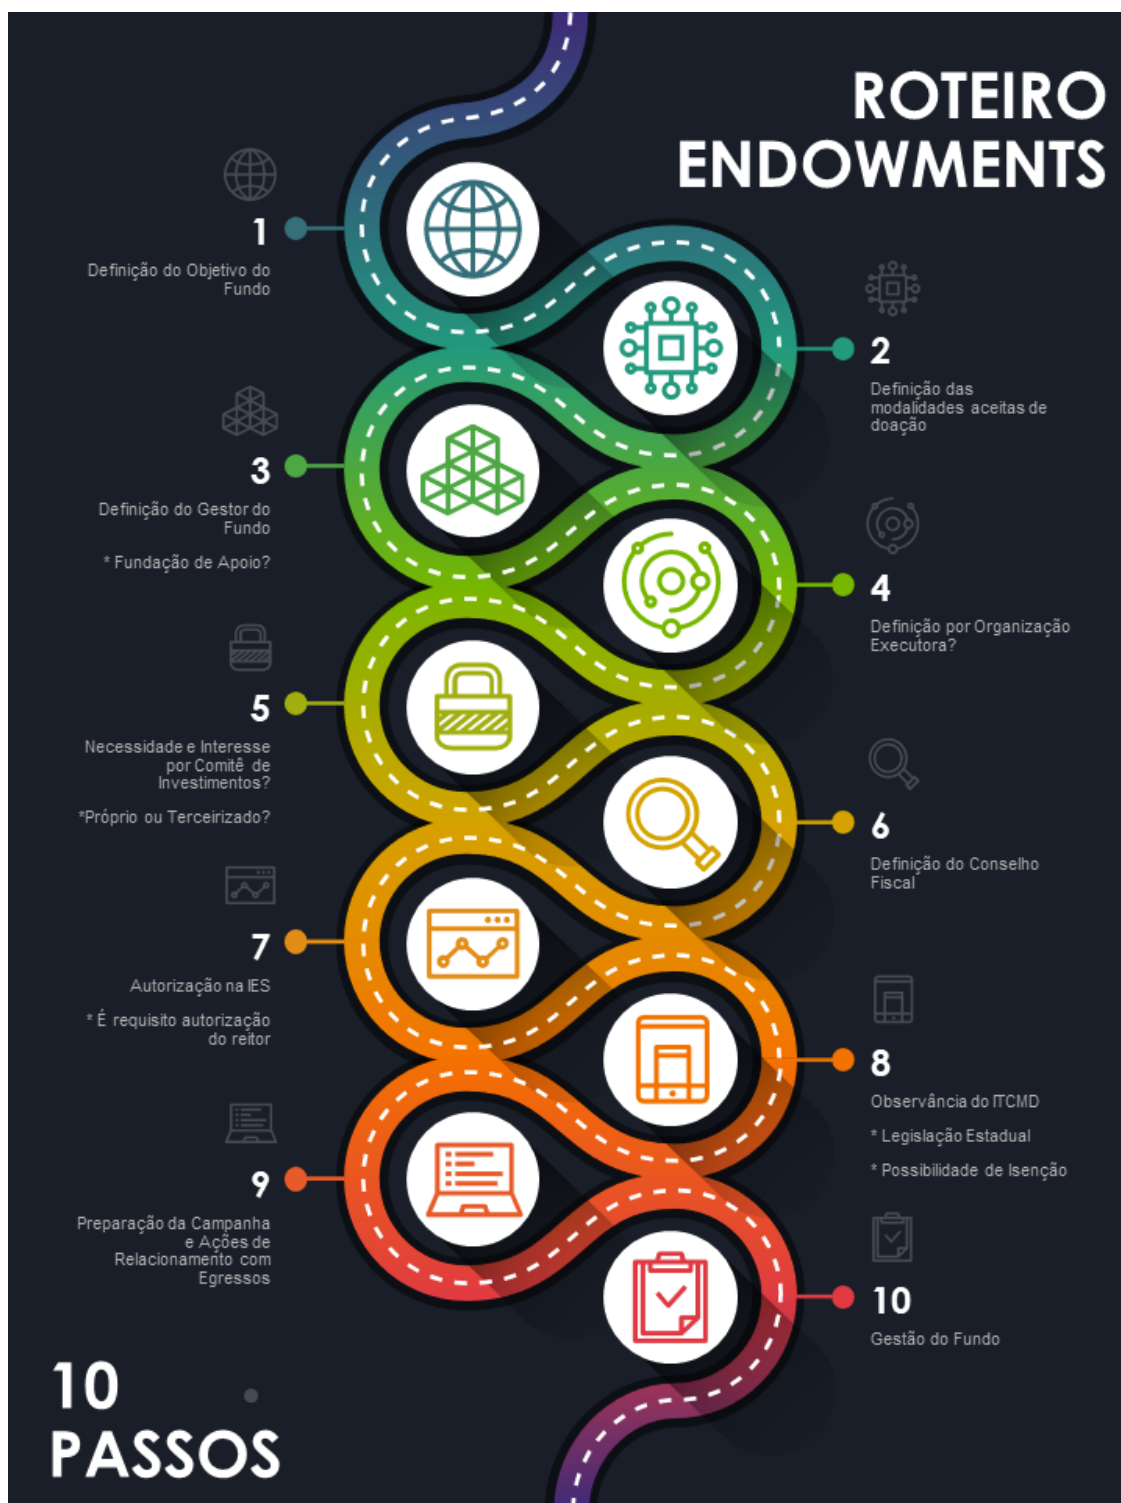 ROTEIRO
ENDOWMENTS
1
Definição do Objetivo do
Fundo
2
Definição das
modalidades aceitas de
doação
3
Definição do Gestor do
Fundo
* Fundação de Apoio?
4
Definição por Organização
Executora?
5
Necessidade e Interesse
por Comitê de
Investimentos?
*Próprio ou Terceirizado?
6
Definição do Conselho
Fiscal
7
Autorização na IES
* É requisito autorização
do reitor
8
Observância do ITCMD
* Legislação Estadual
* Possibilidade de Isenção
9
Preparação da Campanha
e Ações de
Relacionamento com
Egressos
10
Gestão do Fundo
10
PASSOS